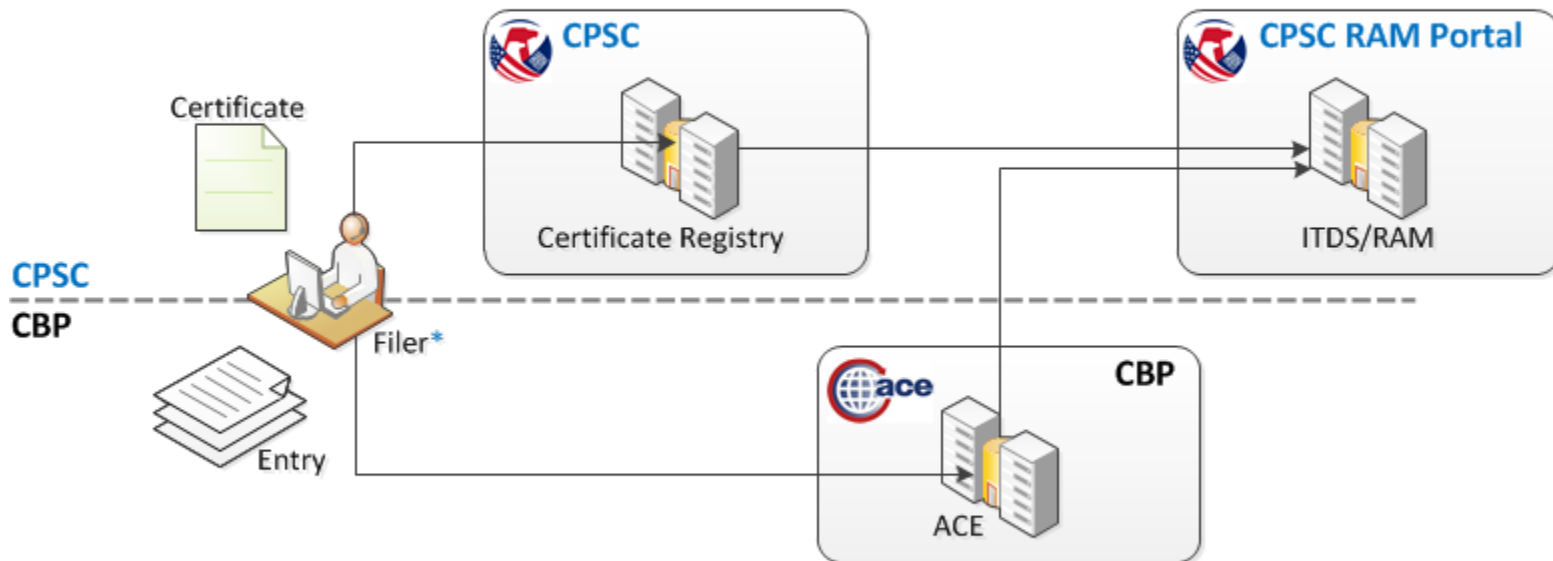 CPSC
CPSC RAM Portal
Certificate
Certificate Registry
ITDS/RAM
CPSC
CBP
Filer*
Entry
ace
CBP
ACE